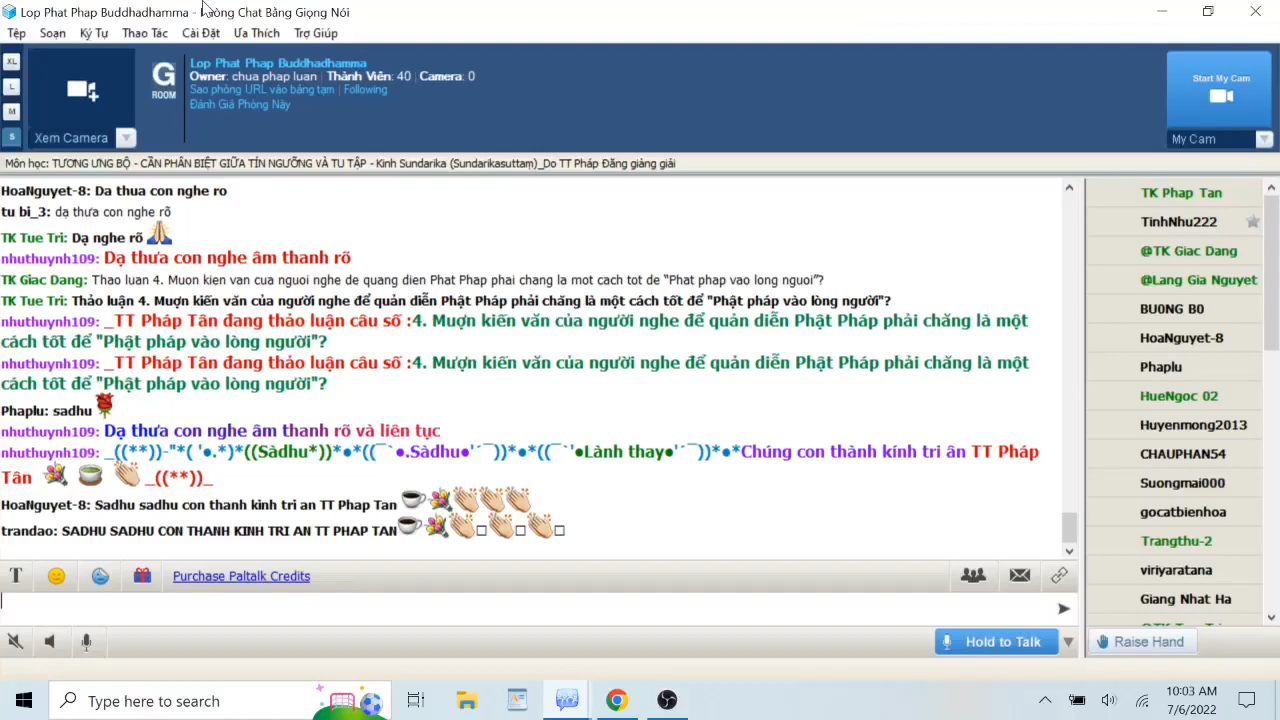 Lop Phat Phap Buddhadhamma - Phòng Chat Bằng Giọng Nói
Tệp Soạn Ký Tự Thao Tác Cài Đặt Ưa Thích Trợ Giúp
XL
L
M
S
Xem Camera
G
ROOM
Lop Phat Phap Buddhadhamma
Owner: chua phap luan | Thành Viên: 40 | Camera: 0
Sao phòng URL vào bảng tạm | Following
Đánh Giá Phòng Này
Start My Cam
My Cam
Môn học: TƯƠNG ƯNG BỘ - CẦN PHÂN BIỆT GIỮA TÍN NGƯỠNG VÀ TU TẬP - Kinh Sundarika (Sundarikasuttaṃ)_Do TT Pháp Đăng giảng giải
HoaNguyet-8: Da thua con nghe ro
tu bi_3: dạ thưa con nghe rõ
TK Tue Tri: Dạ nghe rõ
nhuthuynh109: Dạ thưa con nghe âm thanh rõ
TK Giac Dang: Thao luan 4. Muon kien van cua nguoi nghe de quang dien Phat Phap phai chang la mot cach tot de "Phat phap vao long nguoi"?
TK Tue Tri: Thảo luận 4. Mượn kiến văn của người nghe để quản diễn Phật Pháp phải chăng là một cách tốt để "Phật pháp vào lòng người"?
nhuthuynh109: _TT Pháp Tân đang thảo luận câu số :4. Mượn kiến văn của người nghe để quản diễn Phật Pháp phải chăng là một
cách tốt để "Phật pháp vào lòng người"?
nhuthuynh109: _TT Pháp Tân đang thảo luận câu số :4. Mượn kiến văn của người nghe để quản diễn Phật Pháp phải chăng là một
cách tốt để "Phật pháp vào lòng người"?
Phaplu: sadhu
nhuthuynh109: Dạ thưa con nghe âm thanh rõ và liên tục
nhuthuynh109: _((**))-"*( '●.*)*((Sàdhu*))*●*((¯`●.Sàdhu●'´¯))*●*((¯`'●Lành thay●'´¯))*●*Chúng con thành kính tri ân TT Pháp
Tân _((**))_
HoaNguyet-8: Sadhu sadhu con thanh kinh tri an TT Phap Tan
trandao: SADHU SADHU CON THANH KINH TRI AN TT PHAP TAN
T
Purchase Paltalk Credits
Hold to Talk
TK Phap Tan
TinhNhu222
@TK Giac Dang
@Lang Gia Nguyet
BU0NG B0
HoaNguyet-8
Phaplu
HueNgoc 02
Huyenmong2013
CHAUPHAN54
Suongmai000
gocatbienhoa
Trangthu-2
viriyaratana
Giang Nhat Ha
Raise Hand
Type here to search
10:03 AM
7/6/2022